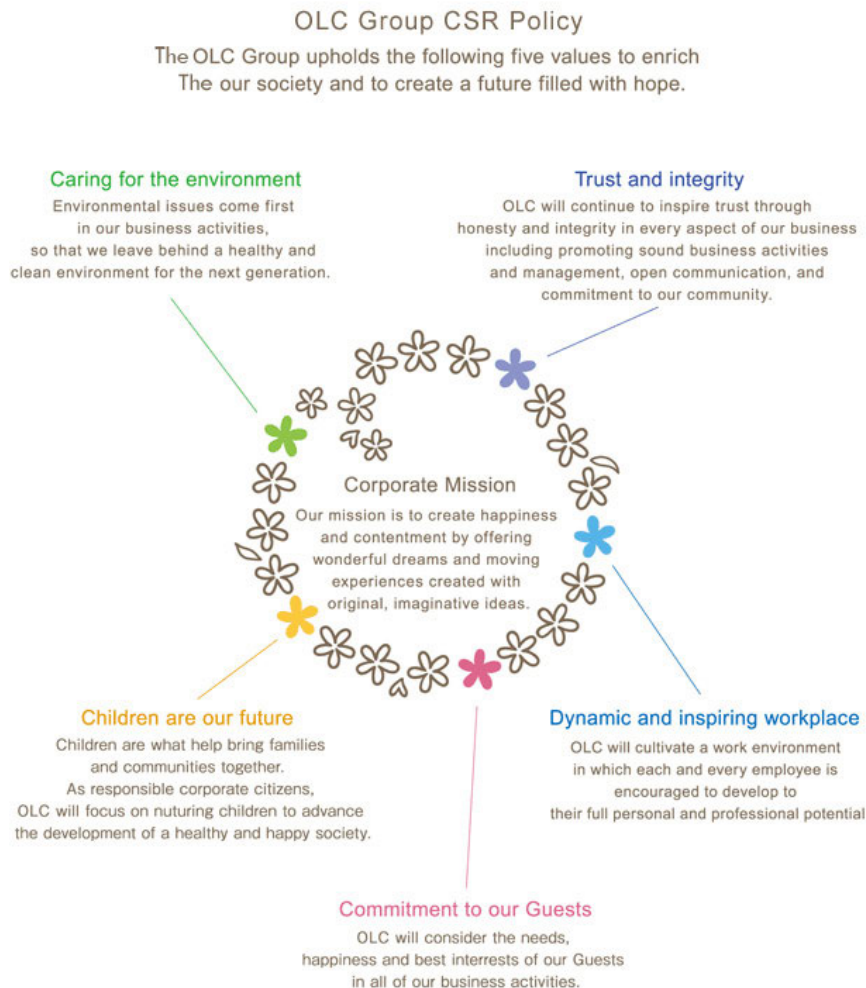 OLC Group CSR Policy
The OLC Group upholds the following five values to enrich
The our society and to create a future filled with hope.
Caring for the environment
Environmental issues come first
in our business activities,
so that we leave behind a healthy and
clean environment for the next generation.
Trust and integrity
OLC will continue to inspire trust through
honesty and integrity in every aspect of our business
including promoting sound business activities
and management, open communication, and
commitment to our community.
Corporate Mission
Our mission is to create happiness
and contentment by offering
wonderful dreams and moving
experiences created with
original, imaginative ideas.
Children are our future
Children are what help bring families
and communities together.
As responsible corporate citizens,
OLC will focus on nuturing children to advance
the development of a healthy and happy society.
Dynamic and inspiring workplace
OLC will cultivate a work environment
in which each and every employee is
encouraged to develop to
their full personal and professional potential
Commitment to our Guests
OLC will consider the needs,
happiness and best interrests of our Guests
in all of our business activities.